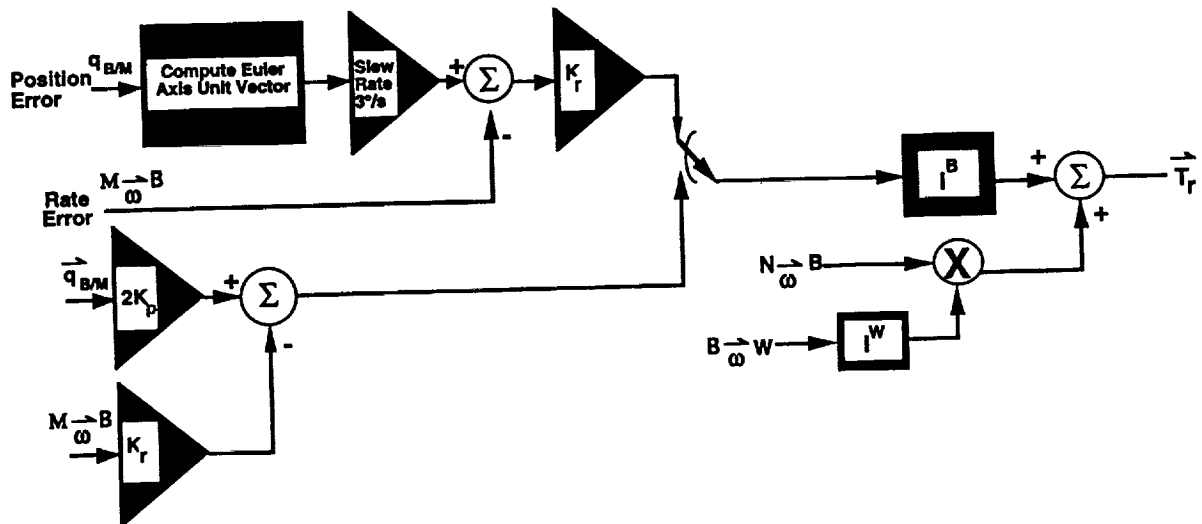 Position
Error
q B/M
Compute Euler
Axis Unit Vector
Slew
Rate
3°/s
+
Σ
-
K r
Rate
Error
M ω B
q B/M
2K p
+
Σ
-
M ω B
K r
I B
+
Σ
+
T r
N ω B
X
B ω W
I W